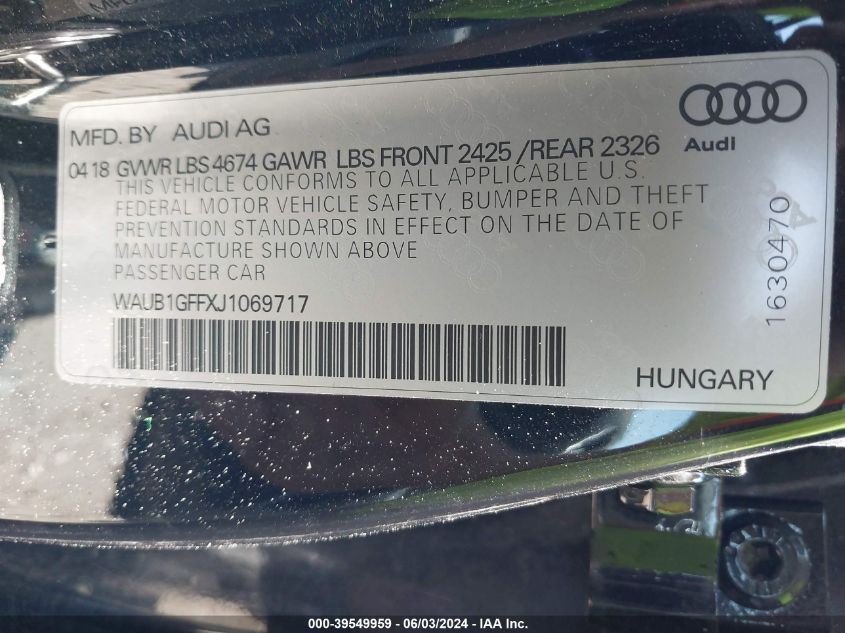 MFD. BY AUDI AG
Audi
04 18 GVWR LBS 4674 GAWR LBS FRONT 2425 /REAR 2326
THIS VEHICLE CONFORMS TO ALL APPLICABLE U.S.
FEDERAL MOTOR VEHICLE SAFETY, BUMPER AND THEFT
PREVENTION STANDARDS IN EFFECT ON THE DATE OF
MANUFACTURE SHOWN ABOVE
PASSENGER CAR
WAUB1GFFXJ1069717
1630470
HUNGARY
000-39549959 - 06/03/2024 - IAA Inc.